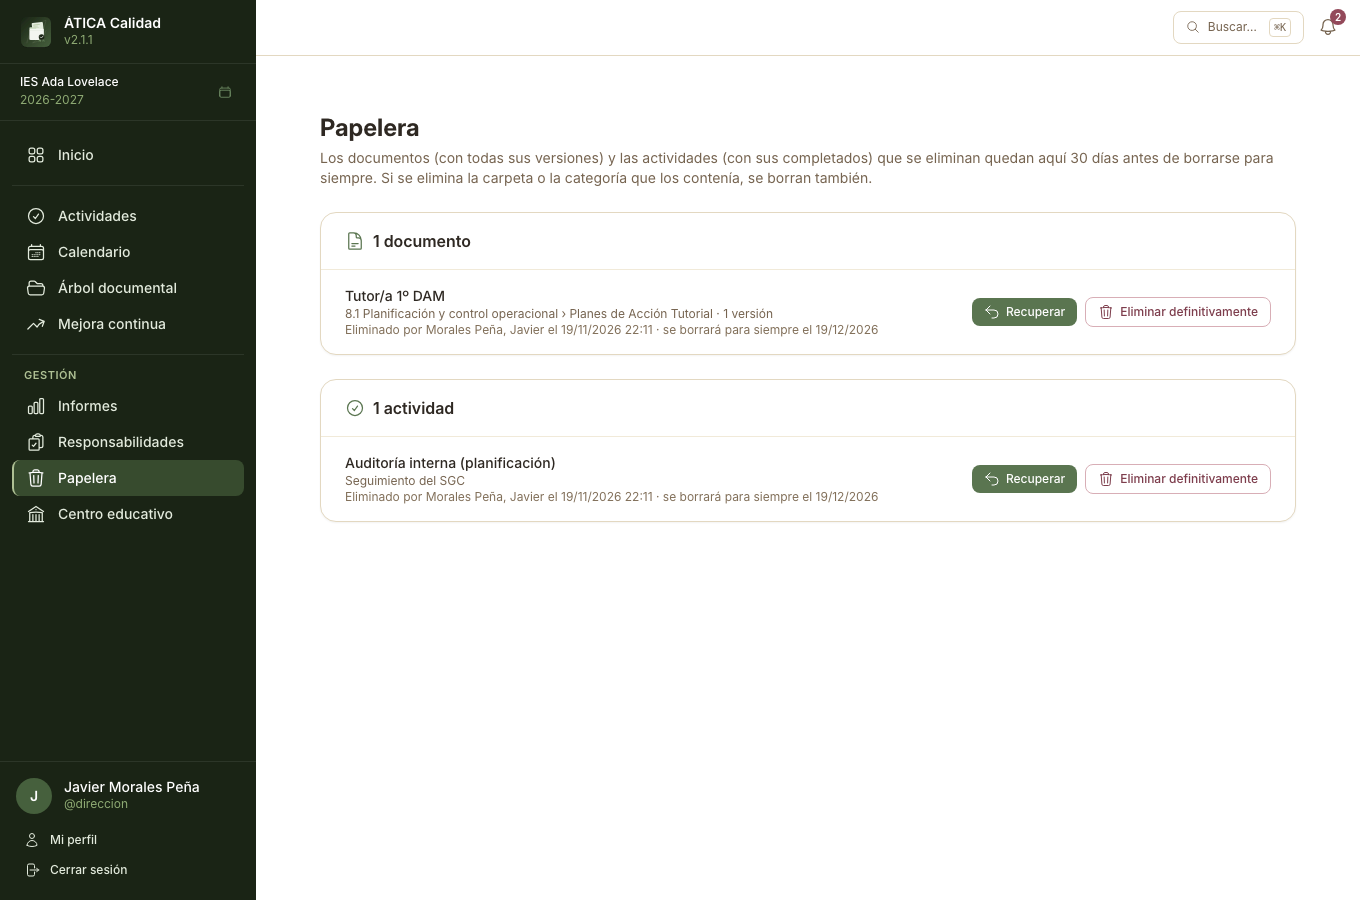 ÁTICA Calidad
v2.1.1
IES Ada Lovelace
2026-2027
Inicio
Actividades
Calendario
Árbol documental
Mejora continua
GESTIÓN
Informes
Responsabilidades
Papelera
Centro educativo
Javier Morales Peña
J
@direccion
Mi perfil
Cerrar sesión
Buscar... ⌘K
2
Papelera
Los documentos (con todas sus versiones) y las actividades (con sus completados) que se eliminan quedan aquí 30 días antes de borrarse para
siempre. Si se elimina la carpeta o la categoría que los contenía, se borran también.
1 documento
Tutor/a 1º DAM
8.1 Planificación y control operacional › Planes de Acción Tutorial · 1 versión
Eliminado por Morales Peña, Javier el 19/11/2026 22:11 · se borrará para siempre el 19/12/2026
Recuperar
Eliminar definitivamente
1 actividad
Auditoría interna (planificación)
Seguimiento del SGC
Eliminado por Morales Peña, Javier el 19/11/2026 22:11 · se borrará para siempre el 19/12/2026
Recuperar
Eliminar definitivamente